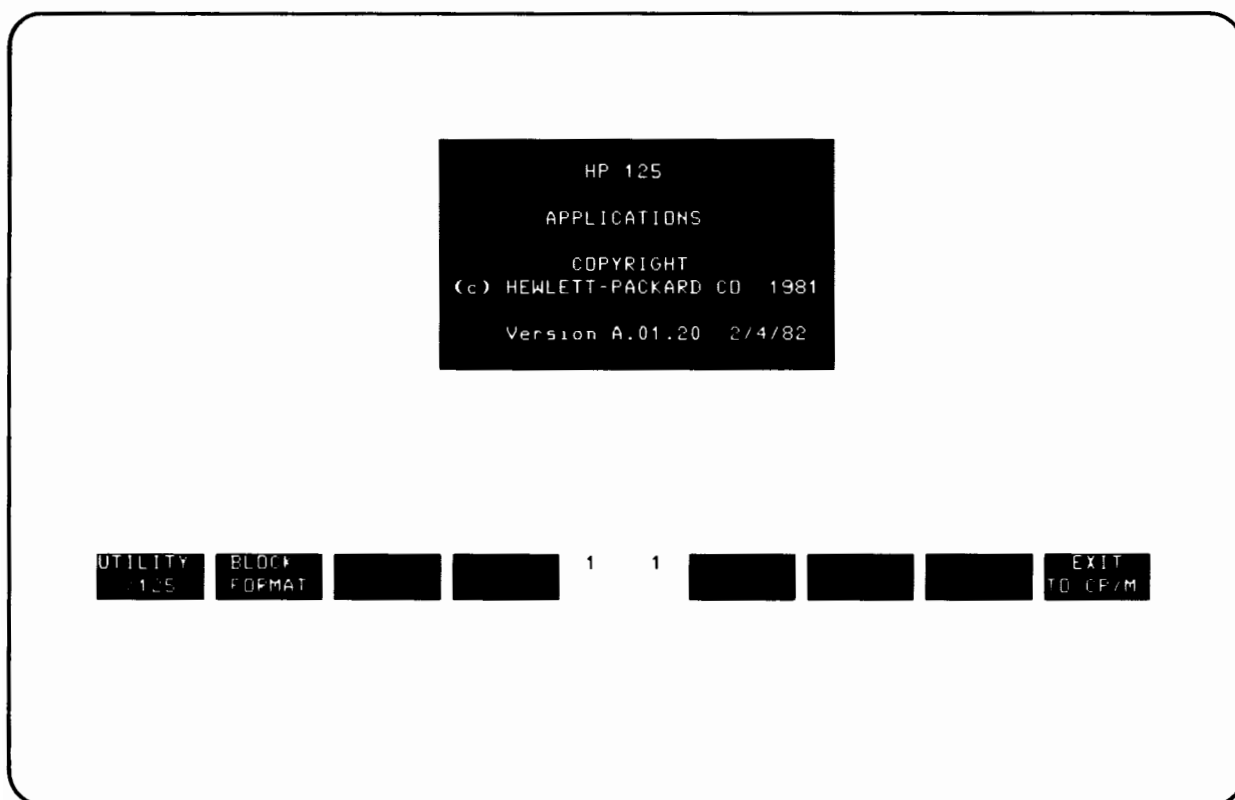 HP 125
APPLICATIONS
COPYRIGHT
(c) HEWLETT-PACKARD CO 1981
Version A.01.20 2/4/82
UTILITY
/125
BLOCK
FORMAT
1 1
EXIT
TO CP/M